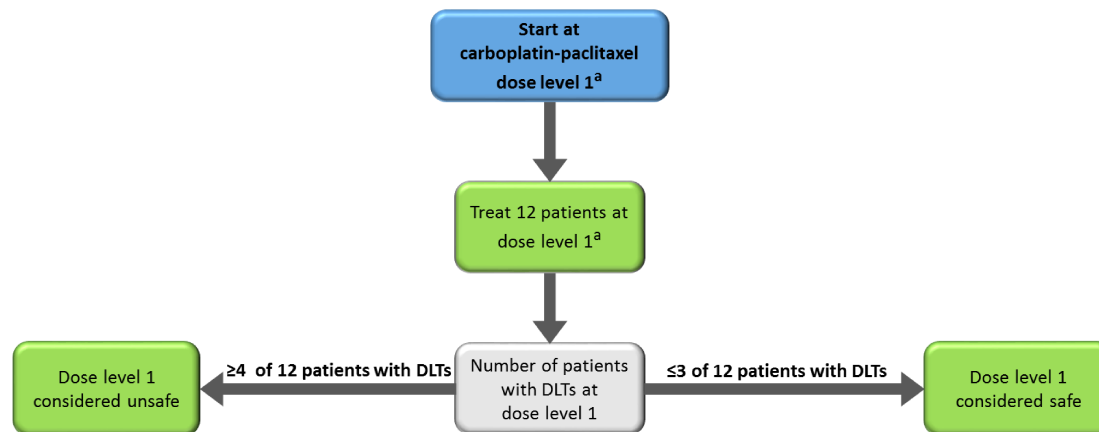 Start at
carboplatin-paclitaxel
dose level 1a
Treat 12 patients at
dose level 1a
Number of patients
with DLTs at
dose level 1
≥4 of 12 patients with DLTs
≤3 of 12 patients with DLTs
Dose level 1
considered unsafe
Dose level 1
considered safe